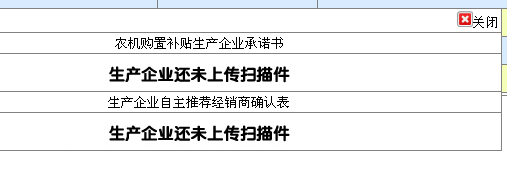 关闭
农机购置补贴生产企业承诺书
生产企业还未上传扫描件
生产企业自主推荐经销商确认表
生产企业还未上传扫描件